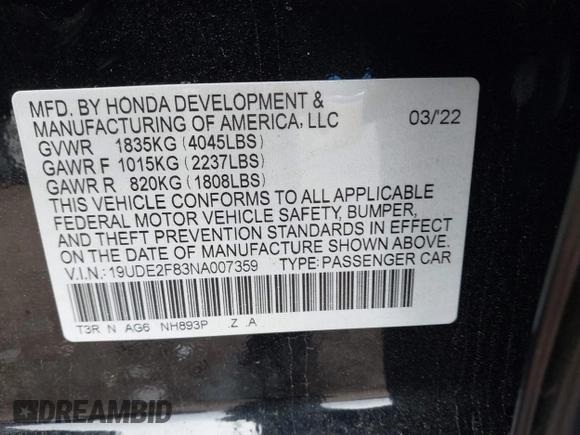 MFD. BY HONDA DEVELOPMENT &
MANUFACTURING OF AMERICA, LLC 03/'22
GVWR 1835KG (4045LBS)
GAWR F 1015KG (2237LBS)
GAWR R 820KG (1808LBS)
THIS VEHICLE CONFORMS TO ALL APPLICABLE
FEDERAL MOTOR VEHICLE SAFETY, BUMPER,
AND THEFT PREVENTION STANDARDS IN EFFECT
ON THE DATE OF MANUFACTURE SHOWN ABOVE.
V.I.N.: 19UDE2F83NA007359 TYPE:PASSENGER CAR
T3R N AG6 NH893P .Z .A
DREAMBID